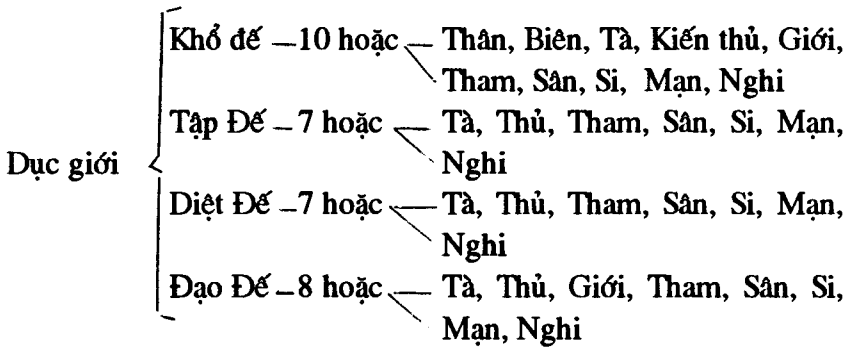 Khổ đế – 10 hoặc – Thân, Biên, Tà, Kiến thủ, Giới,
Tham, Sân, Si, Mạn, Nghi
Tập Đế – 7 hoặc – Tà, Thủ, Tham, Sân, Si, Mạn,
Dục giới
Nghi
Diệt Đế – 7 hoặc – Tà, Thủ, Tham, Sân, Si, Mạn,
Nghi
Đạo Đế – 8 hoặc – Tà, Thủ, Giới, Tham, Sân, Si,
Mạn, Nghi